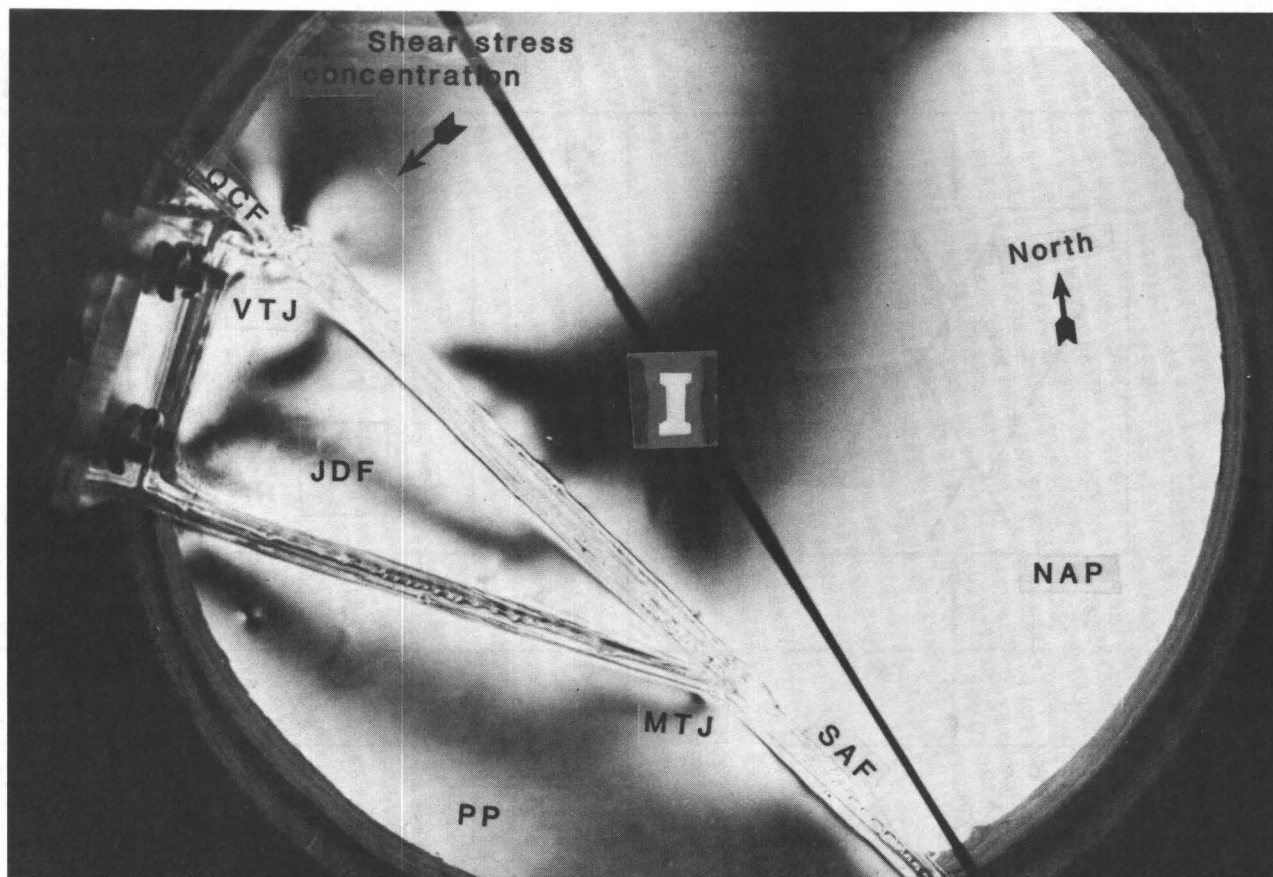 Shear stress
concentration
QCF
North
VTJ
I
JDF
NAP
MTJ
SAF
PP